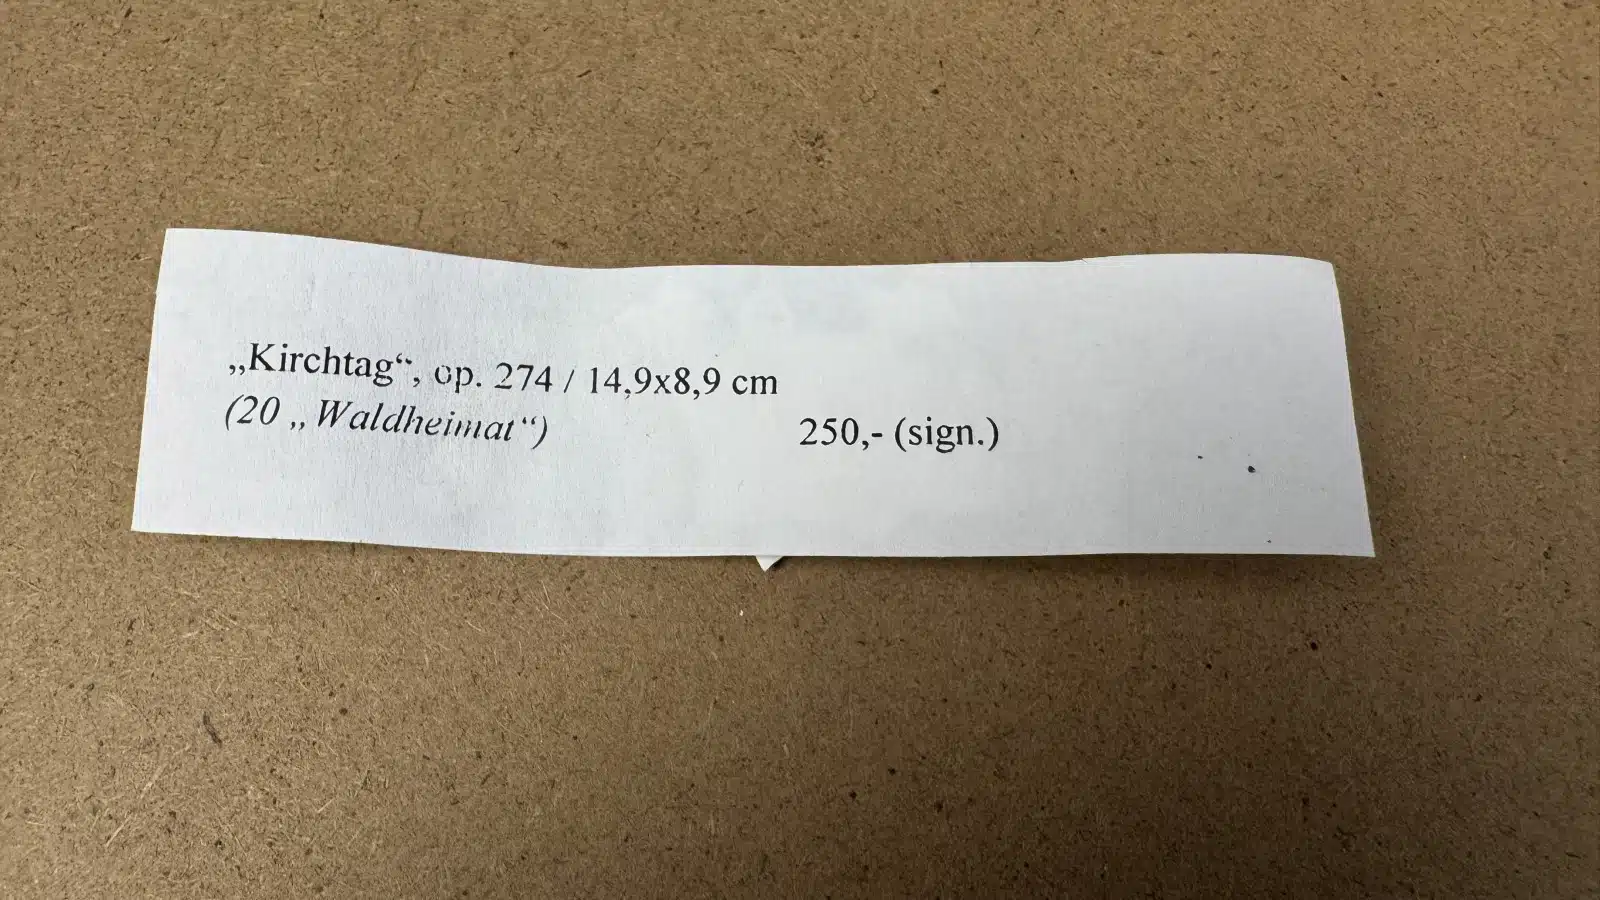 „Kirchtag“, op. 274 / 14,9x8,9 cm
(20 „Waldheimat“) 250,- (sign.)